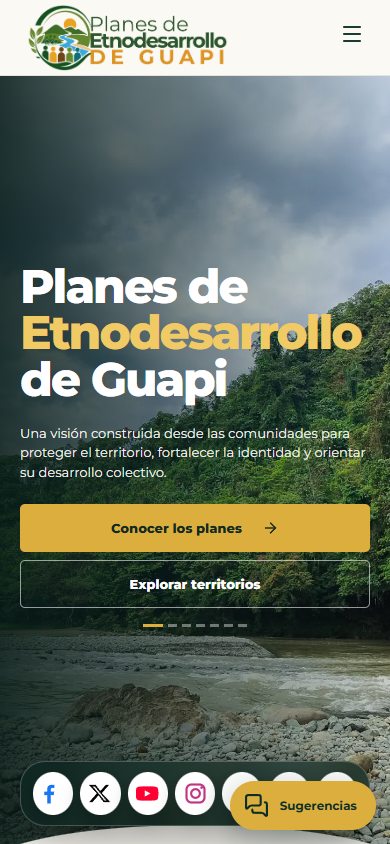 Planes de
Etnodesarrollo
DE GUAPI
Planes de
Etnodesarrollo
de Guapi
Una visión construida desde las comunidades para
proteger el territorio, fortalecer la identidad y orientar
su desarrollo colectivo.
Conocer los planes →
Explorar territorios
Sugerencias